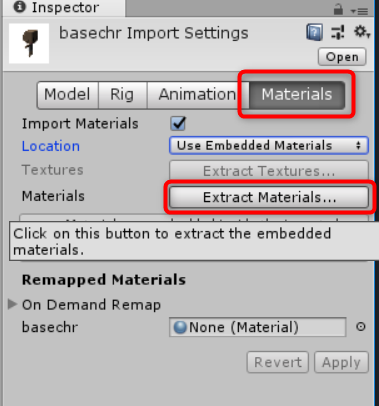 Inspector
basechr Import Settings
Open
Model Rig Animation Materials
Import Materials
Location Use Embedded Materials
Textures Extract Textures...
Materials Extract Materials...
Click on this button to extract the embedded
materials.
Remapped Materials
On Demand Remap
basechr None (Material)
Revert Apply